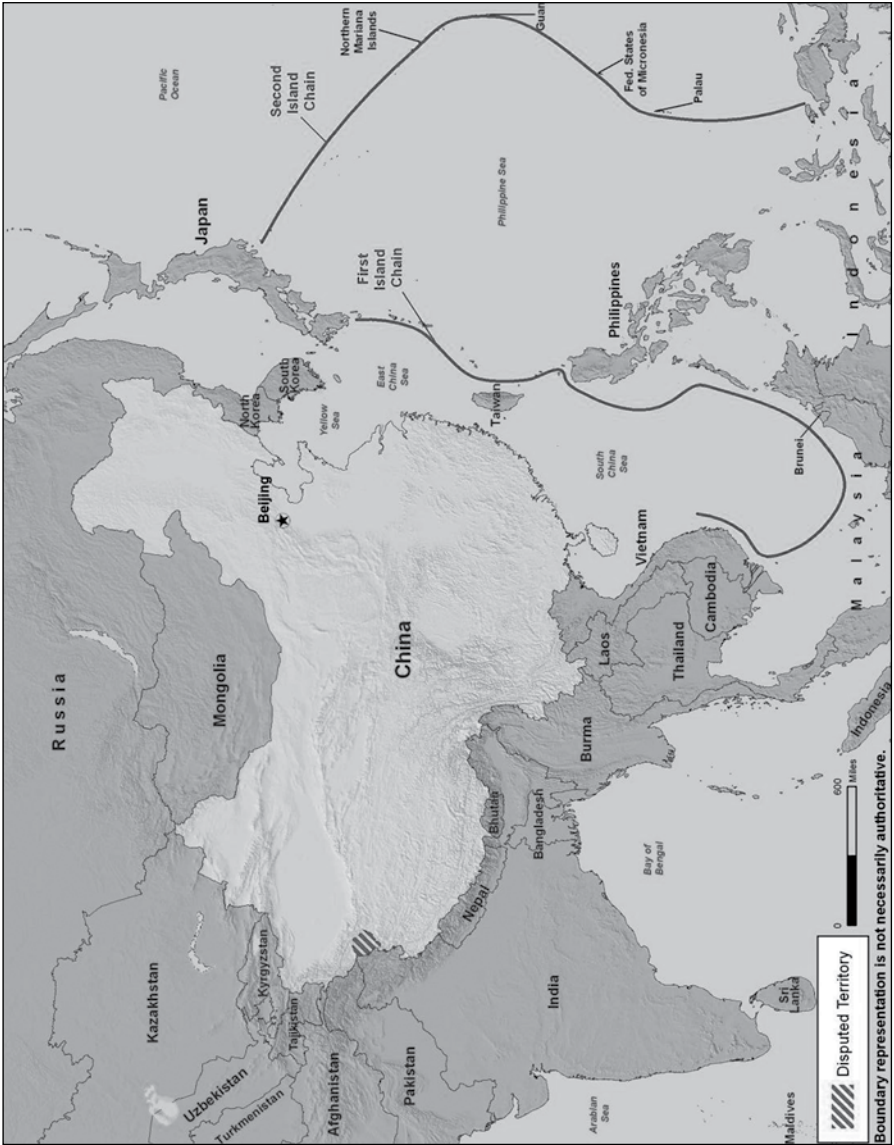 Pacific
Ocean
Second
Island
Chain
Northern
Mariana
Islands
Guam
Fed. States
of Micronesia
Palau
Philippine Sea
Japan
First
Island
Chain
Philippines
Indonesia
North
Korea
South
Korea
Yellow
Sea
East
China
Sea
Taiwan
South
China
Sea
Brunei
Malaysia
Russia
Mongolia
Beijing
China
Vietnam
Laos
Thailand
Cambodia
Burma
Indonesia
Kazakhstan
Kyrgyzstan
Tajikistan
Uzbekistan
Turkmenistan
Afghanistan
Pakistan
India
Nepal
Bhutan
Bangladesh
Bay of
Bengal
Arabian
Sea
Sri
Lanka
Maldives
0
600
Miles
Disputed Territory
Boundary representation is not necessarily authoritative.